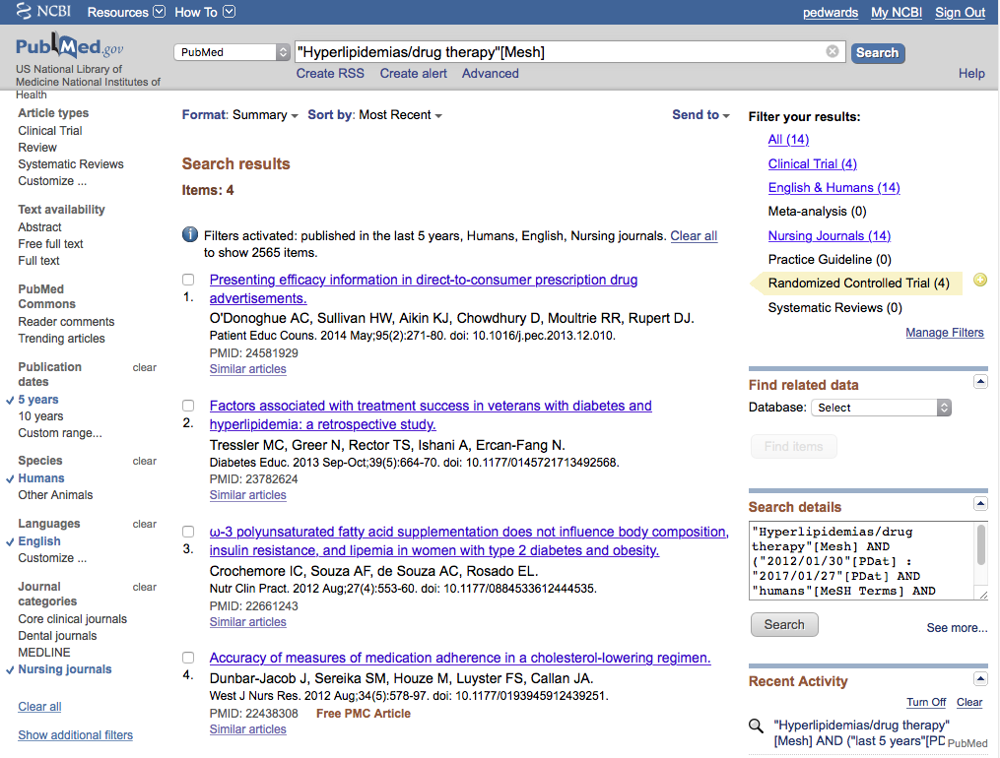 NCBI Resources How To pedwards My NCBI Sign Out
PubMed.gov
US National Library of
Medicine National Institutes of
Health
PubMed "Hyperlipidemias/drug therapy"[Mesh] Search
Create RSS Create alert Advanced Help
Article types
Clinical Trial
Review
Systematic Reviews
Customize ...
Text availability
Abstract
Free full text
Full text
PubMed
Commons
Reader comments
Trending articles
Publication clear
dates
5 years
10 years
Custom range...
Species clear
Humans
Other Animals
Languages clear
English
Customize ...
Journal clear
categories
Core clinical journals
Dental journals
MEDLINE
Nursing journals
Clear all
Show additional filters
Format: Summary Sort by: Most Recent Send to
Search results
Items: 4
Filters activated: published in the last 5 years, Humans, English, Nursing journals. Clear all
to show 2565 items.
Presenting efficacy information in direct-to-consumer prescription drug
1. advertisements.
O'Donoghue AC, Sullivan HW, Aikin KJ, Chowdhury D, Moultrie RR, Rupert DJ.
Patient Educ Couns. 2014 May;95(2):271-80. doi: 10.1016/j.pec.2013.12.010.
PMID: 24581929
Similar articles
Factors associated with treatment success in veterans with diabetes and
2. hyperlipidemia: a retrospective study.
Tressler MC, Greer N, Rector TS, Ishani A, Ercan-Fang N.
Diabetes Educ. 2013 Sep-Oct;39(5):664-70. doi: 10.1177/0145721713492568.
PMID: 23782624
Similar articles
ω-3 polyunsaturated fatty acid supplementation does not influence body composition,
3. insulin resistance, and lipemia in women with type 2 diabetes and obesity.
Crochemore IC, Souza AF, de Souza AC, Rosado EL.
Nutr Clin Pract. 2012 Aug;27(4):553-60. doi: 10.1177/0884533612444535.
PMID: 22661243
Similar articles
Accuracy of measures of medication adherence in a cholesterol-lowering regimen.
4. Dunbar-Jacob J, Sereika SM, Houze M, Luyster FS, Callan JA.
West J Nurs Res. 2012 Aug;34(5):578-97. doi: 10.1177/0193945912439251.
PMID: 22438308 Free PMC Article
Similar articles
Filter your results:
All (14)
Clinical Trial (4)
English & Humans (14)
Meta-analysis (0)
Nursing Journals (14)
Practice Guideline (0)
Randomized Controlled Trial (4)
Systematic Reviews (0)
Manage Filters
Find related data
Database: Select
Find items
Search details
"Hyperlipidemias/drug
therapy"[Mesh] AND
("2012/01/30"[PDat] :
"2017/01/27"[PDat] AND
"humans"[MeSH Terms] AND
Search
See more...
Recent Activity
Turn Off Clear
"Hyperlipidemias/drug therapy"
[Mesh] AND ("last 5 years"[PD PubMed